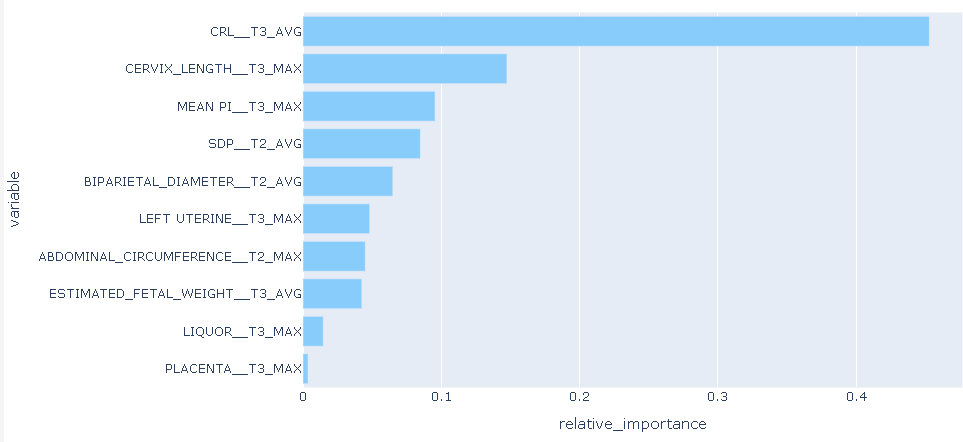 CRL__T3_AVG
CERVIX_LENGTH__T3_MAX
MEAN PI__T3_MAX
SDP__T2_AVG
BIPARIETAL_DIAMETER__T2_AVG
LEFT UTERINE__T3_MAX
ABDOMINAL_CIRCUMFERENCE__T2_MAX
ESTIMATED_FETAL_WEIGHT__T3_AVG
LIQUOR__T3_MAX
PLACENTA__T3_MAX
variable
0 0.1 0.2 0.3 0.4
relative_importance